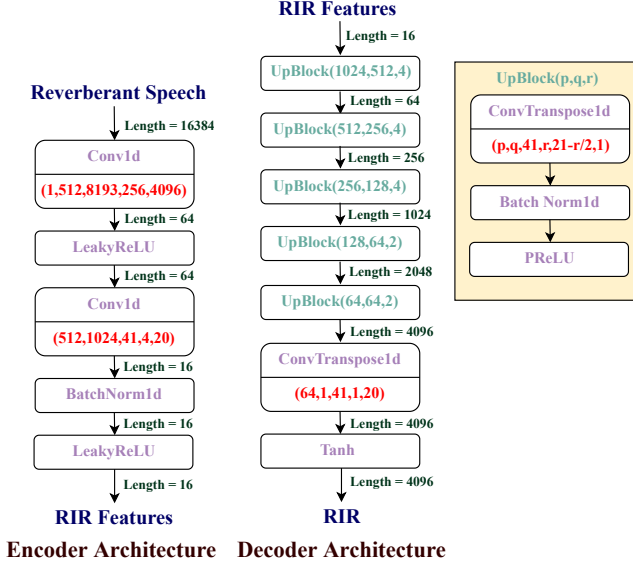 Reverberant Speech
Length = 16384
Conv1d
(1,512,8193,256,4096)
Length = 64
LeakyReLU
Length = 64
Conv1d
(512,1024,41,4,20)
Length = 16
BatchNorm1d
Length = 16
LeakyReLU
Length = 16
RIR Features
Encoder Architecture
RIR Features
Length = 16
UpBlock(1024,512,4)
Length = 64
UpBlock(512,256,4)
Length = 256
UpBlock(256,128,4)
Length = 1024
UpBlock(128,64,2)
Length = 2048
UpBlock(64,64,2)
Length = 4096
ConvTranspose1d
(64,1,41,1,20)
Length = 4096
Tanh
Length = 4096
RIR
Decoder Architecture
UpBlock(p,q,r)
ConvTranspose1d
(p,q,41,r,21-r/2,1)
Batch Norm1d
PReLU